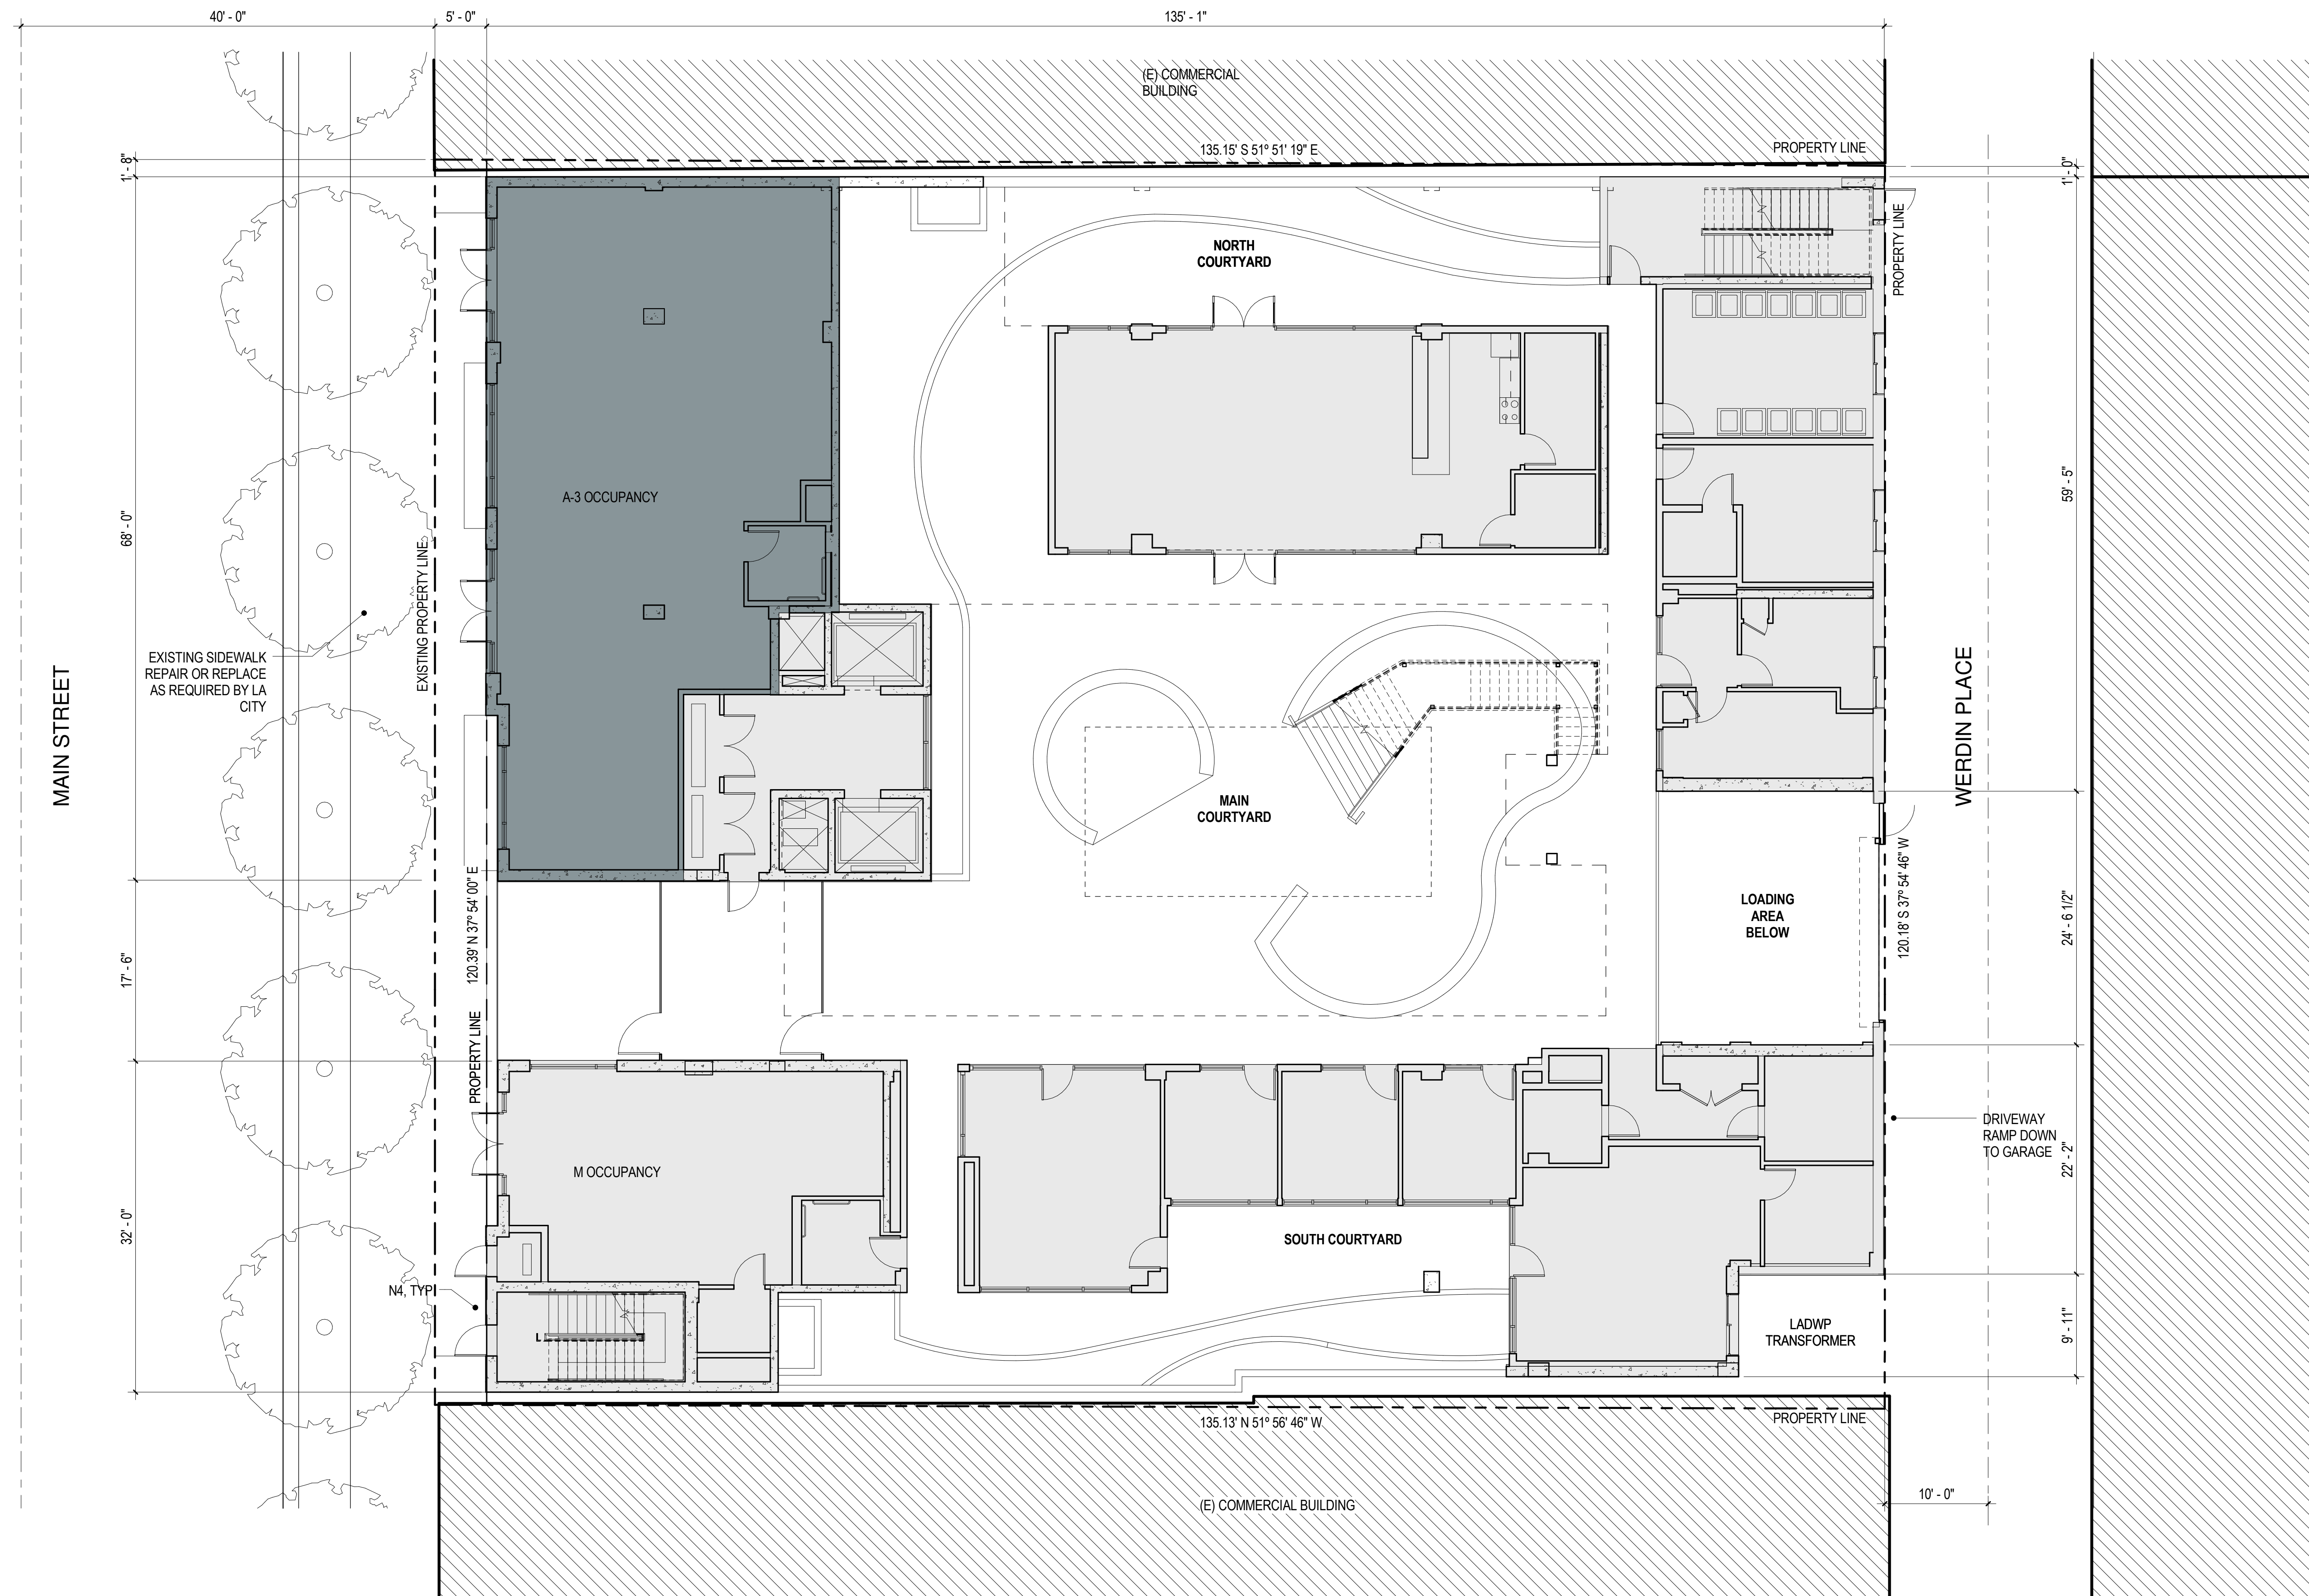 40' - 0"
5' - 0"
135' - 1"
(E) COMMERCIAL
BUILDING
135.15' S 51º 51' 19" E
PROPERTY LINE
1' - 8"
1' - 0"
PROPERTY LINE
NORTH
COURTYARD
A-3 OCCUPANCY
68' - 0"
59' - 5"
EXISTING PROPERTY LINE
EXISTING SIDEWALK
REPAIR OR REPLACE
AS REQUIRED BY LA
CITY
MAIN STREET
WERDIN PLACE
MAIN
COURTYARD
LOADING
AREA
BELOW
120.39' N 37º 54' 00" E
120.18' S 37º 54' 46" W
24' - 6 1/2"
17' - 6"
PROPERTY LINE
M OCCUPANCY
DRIVEWAY
RAMP DOWN
TO GARAGE
22' - 2"
32' - 0"
SOUTH COURTYARD
N4, TYP
LADWP
TRANSFORMER
9' - 11"
135.13' N 51º 56' 46" W
PROPERTY LINE
(E) COMMERCIAL BUILDING
10' - 0"